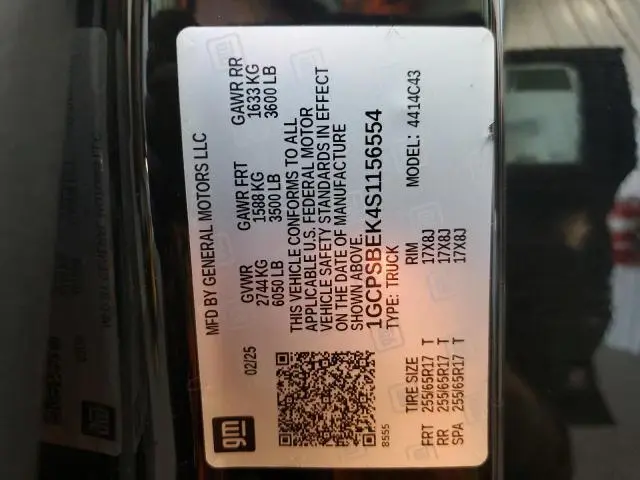 MFD BY GENERAL MOTORS LLC
02/25
GVWR GAWR FRT GAWR RR
2744 KG 1588 KG 1633 KG
6050 LB 3500 LB 3600 LB
THIS VEHICLE CONFORMS TO ALL
APPLICABLE U.S. FEDERAL MOTOR
VEHICLE SAFETY STANDARDS IN EFFECT
ON THE DATE OF MANUFACTURE
SHOWN ABOVE.
1GCPSBEK4S1156554
TYPE: TRUCK MODEL: 4414C43
gm
8555
TIRE SIZE RIM
FRT 255/65R17 T 17X8J
RR 255/65R17 T 17X8J
SPA 255/65R17 T 17X8J